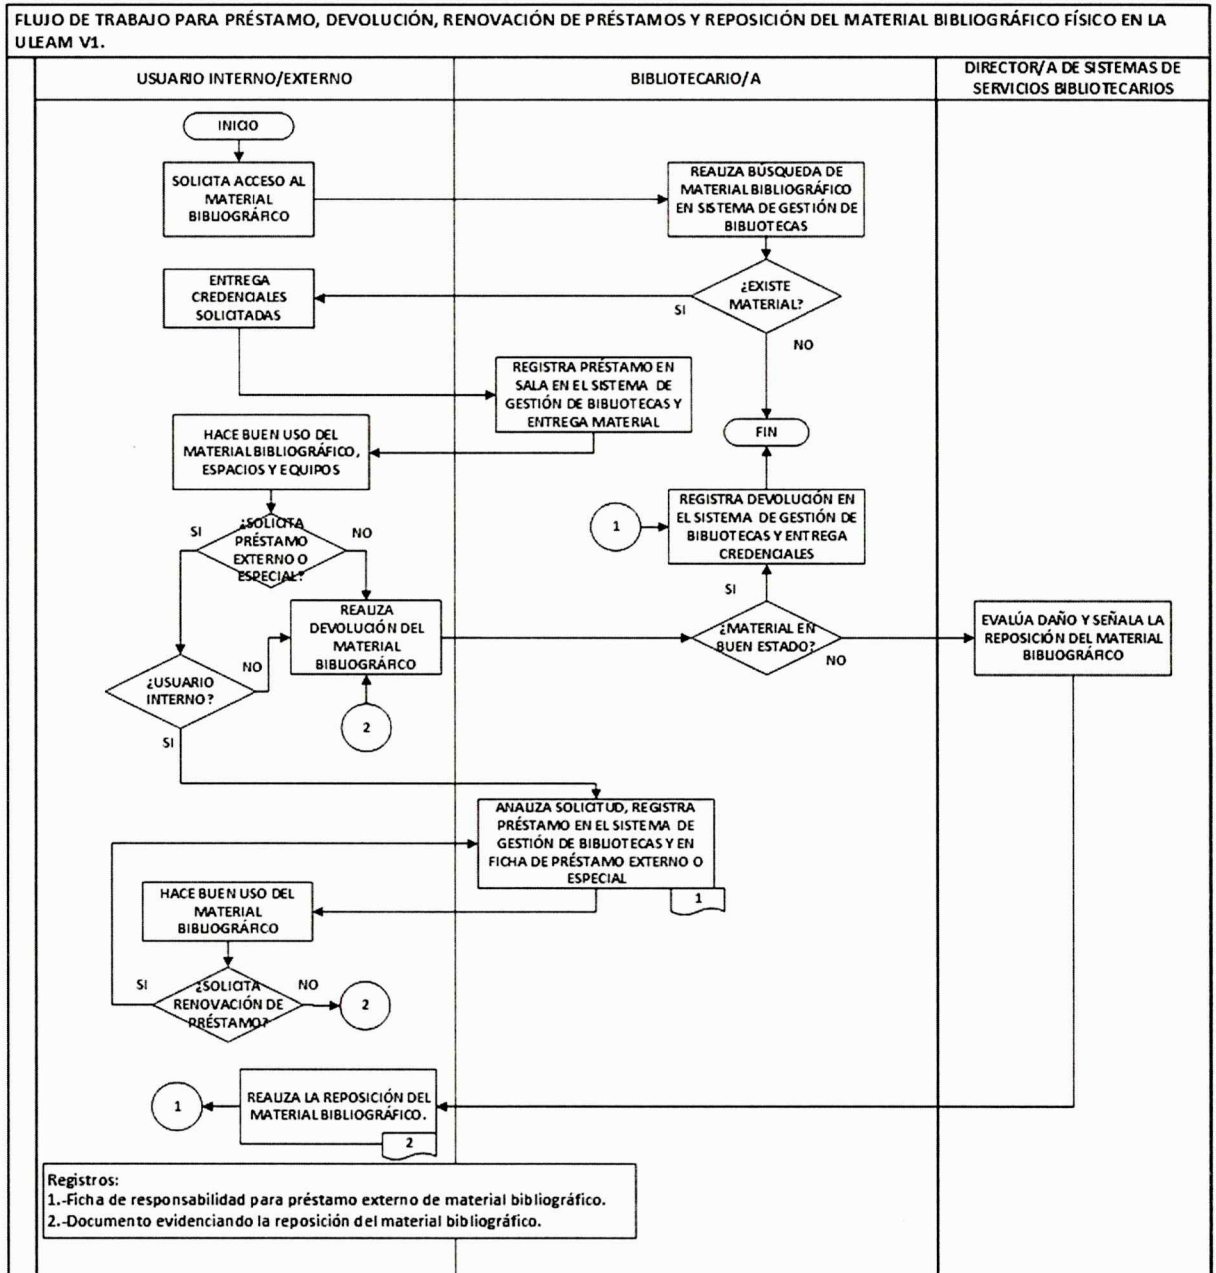 FLUJO DE TRABAJO PARA PRÉSTAMO, DEVOLUCIÓN, RENOVACIÓN DE PRÉSTAMOS Y REPOSICIÓN DEL MATERIAL BIBLIOGRÁFICO FÍSICO EN LA
ULEAM V1.
USUARIO INTERNO/EXTERNO
BIBLIOTECARIO/A
DIRECTOR/A DE SISTEMAS DE
SERVICIOS BIBLIOTECARIOS
INICIO
SOLICITA ACCESO AL
MATERIAL
BIBLIOGRÁFICO
REALIZA BÚSQUEDA DE
MATERIAL BIBLIOGRÁFICO
EN SISTEMA DE GESTIÓN DE
BIBLIOTECAS
¿EXISTE
MATERIAL?
SI
NO
ENTREGA
CREDENCIALES
SOLICITADAS
REGISTRA PRÉSTAMO EN
SALA EN EL SISTEMA DE
GESTIÓN DE BIBLIOTECAS Y
ENTREGA MATERIAL
FIN
HACE BUEN USO DEL
MATERIAL BIBLIOGRÁFICO,
ESPACIOS Y EQUIPOS
REGISTRA DEVOLUCIÓN EN
EL SISTEMA DE GESTIÓN DE
BIBLIOTECAS Y ENTREGA
CREDENCIALES
1
SI
¿SOLICITA
PRÉSTAMO
EXTERNO O
ESPECIAL?
NO
REALIZA
DEVOLUCIÓN DEL
MATERIAL
BIBLIOGRÁFICO
SI
¿MATERIAL EN
BUEN ESTADO?
NO
EVALÚA DAÑO Y SEÑALA LA
REPOSICIÓN DEL MATERIAL
BIBLIOGRÁFICO
¿USUARIO
INTERNO?
NO
SI
2
ANALIZA SOLICITUD, REGISTRA
PRÉSTAMO EN EL SISTEMA DE
GESTIÓN DE BIBLIOTECAS Y EN
FICHA DE PRÉSTAMO EXTERNO O
ESPECIAL
1
HACE BUEN USO DEL
MATERIAL
BIBLIOGRÁFICO
SI
¿SOLICITA
RENOVACIÓN DE
PRÉSTAMO?
NO
2
1
REALIZA LA REPOSICIÓN DEL
MATERIAL BIBLIOGRÁFICO.
2
Registros:
1.-Ficha de responsabilidad para préstamo externo de material bibliográfico.
2.-Documento evidenciando la reposición del material bibliográfico.